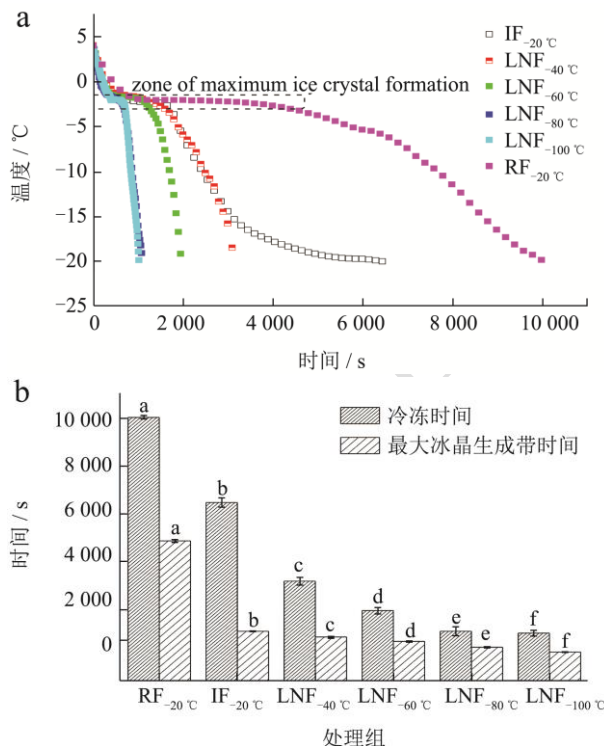 a
5
0
−5
−10
−15
−20
−25
温度 / ℃
zone of maximum ice crystal formation
IF−20 ℃
LNF−40 ℃
LNF−60 ℃
LNF−80 ℃
LNF−100 ℃
RF−20 ℃
0 2 000 4 000 6 000 8 000 10 000
时间 / s
b
10 000
8 000
6 000
4 000
2 000
0
时间 / s
冷冻时间
最大冰晶生成带时间
a a b b c c d d e e f f
RF−20 ℃ IF−20 ℃ LNF−40 ℃ LNF−60 ℃ LNF−80 ℃ LNF−100 ℃
处理组